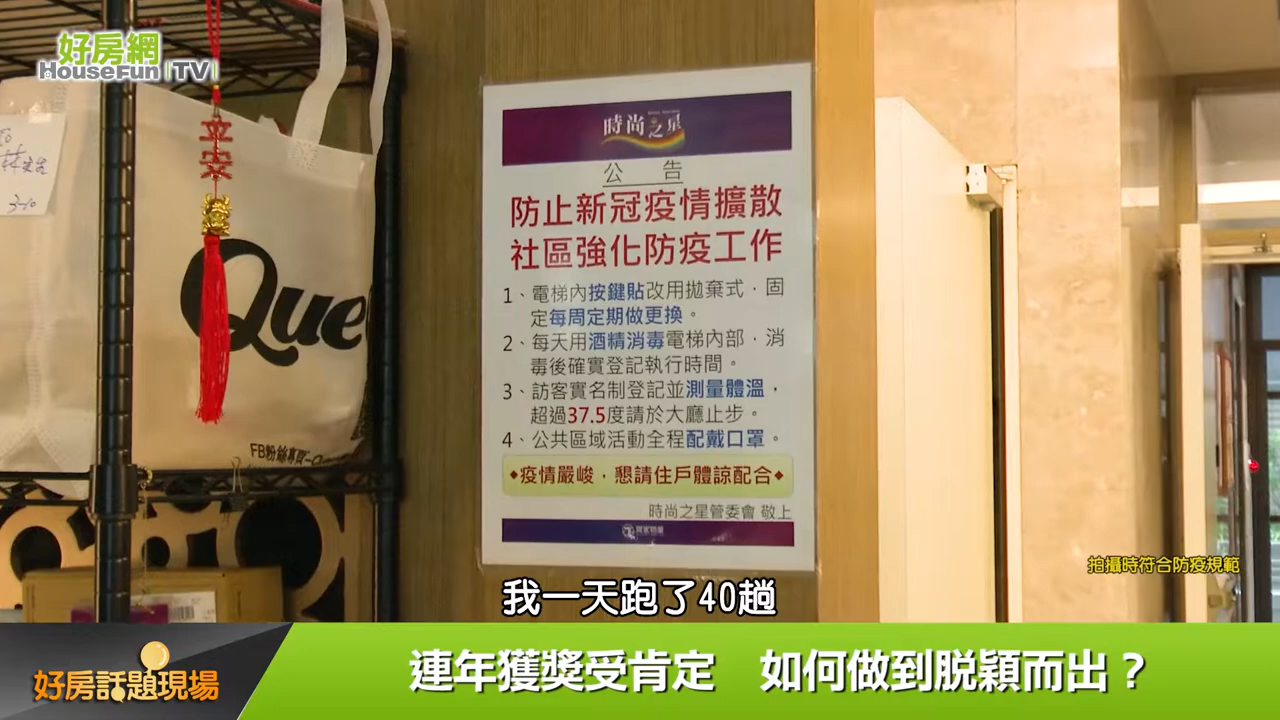 好房網
HouseFun TV
立安
3-10
Que
FB粉絲專頁-Q
時尚之星
公 告
防止新冠疫情擴散
社區強化防疫工作
1、電梯內按鍵貼改用拋棄式，固
定每周定期做更換。
2、每天用酒精消毒電梯內部，消
毒後確實登記執行時間。
3、訪客實名制登記並測量體溫，
超過37.5度請於大廳止步。
4、公共區域活動全程配戴口罩。
◆疫情嚴峻，懇請住戶體諒配合◆
時尚之星管委會 敬上
拍攝時符合防疫規範
我一天跑了40趟
好房話題現場
連年獲獎受肯定 如何做到脫穎而出？